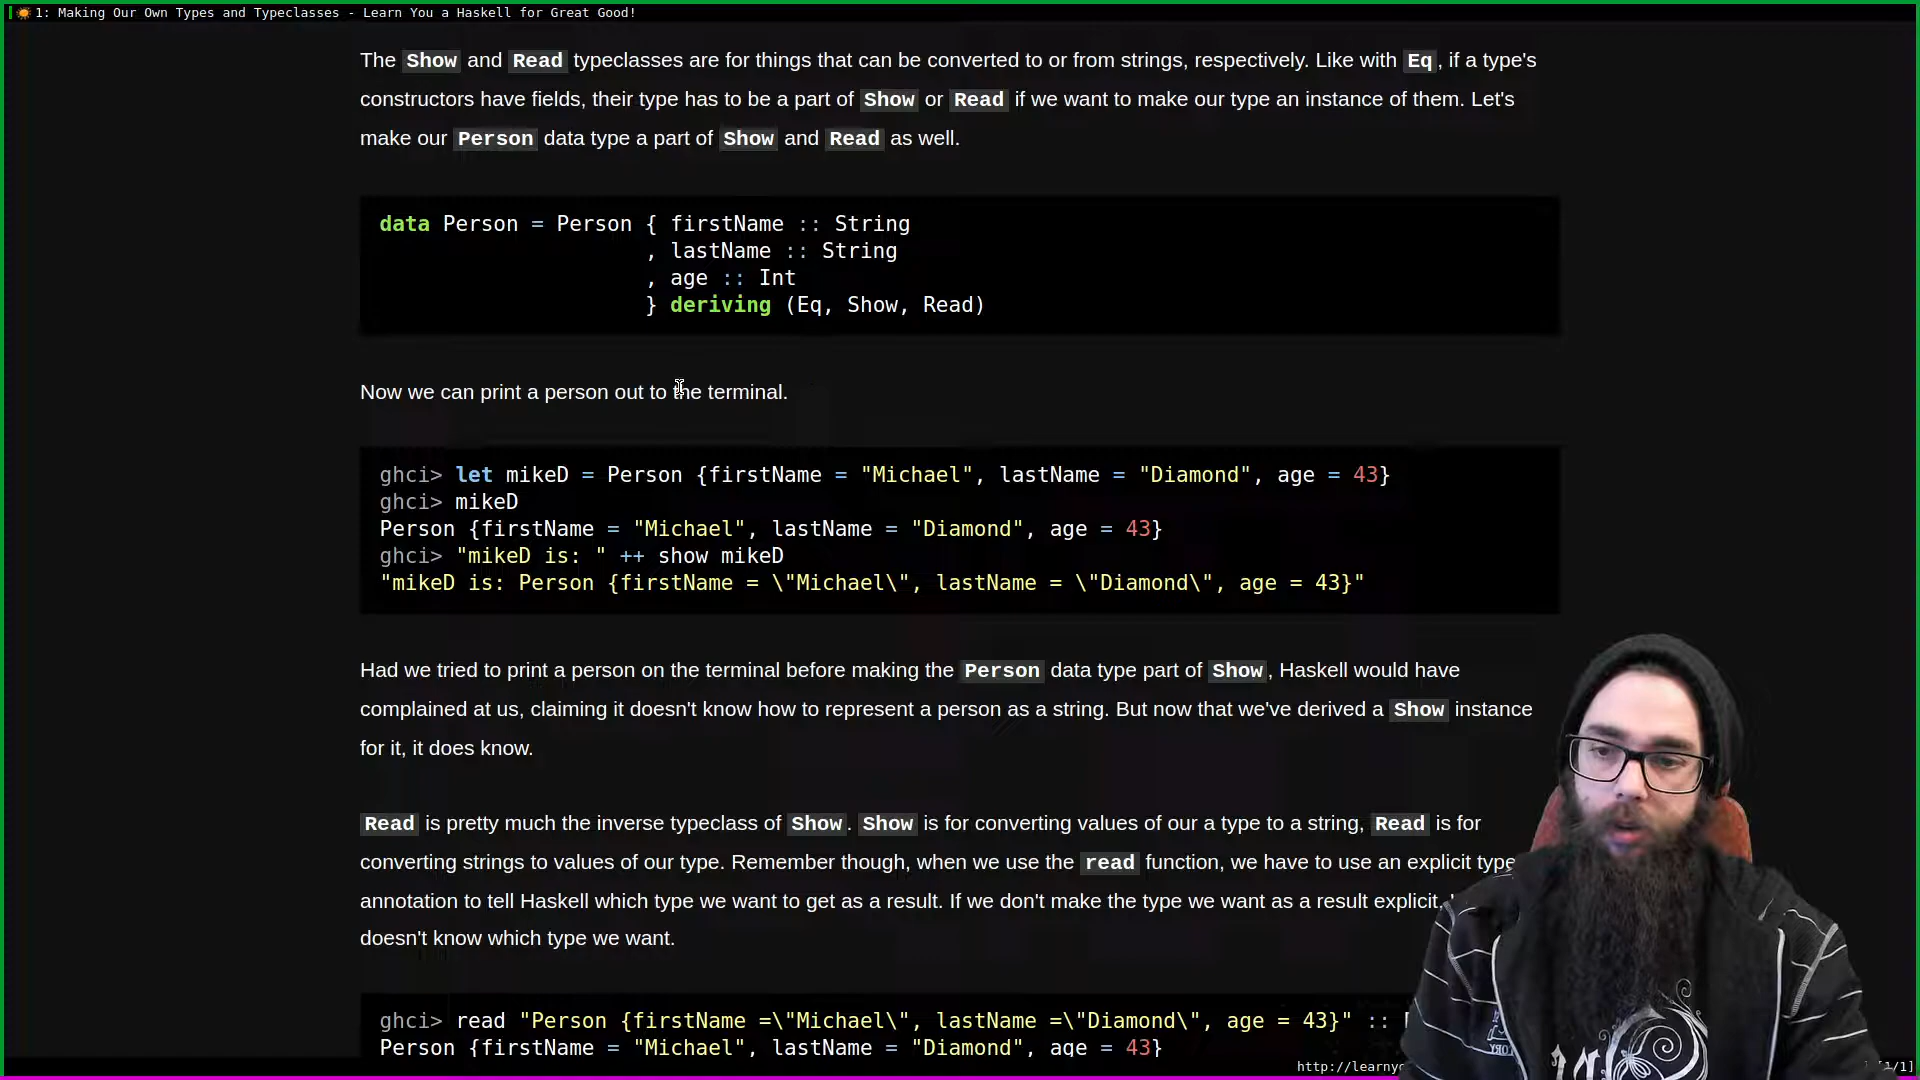 1: Making Our Own Types and Typeclasses - Learn You a Haskell for Great Good!
The Show and Read typeclasses are for things that can be converted to or from strings, respectively. Like with Eq, if a type's
constructors have fields, their type has to be a part of Show or Read if we want to make our type an instance of them. Let's
make our Person data type a part of Show and Read as well.
data Person = Person { firstName :: String
, lastName :: String
, age :: Int
} deriving (Eq, Show, Read)
Now we can print a person out to the terminal.
ghci> let mikeD = Person {firstName = "Michael", lastName = "Diamond", age = 43}
ghci> mikeD
Person {firstName = "Michael", lastName = "Diamond", age = 43}
ghci> "mikeD is: " ++ show mikeD
"mikeD is: Person {firstName = \"Michael\", lastName = \"Diamond\", age = 43}"
Had we tried to print a person on the terminal before making the Person data type part of Show, Haskell would have
complained at us, claiming it doesn't know how to represent a person as a string. But now that we've derived a Show instance
for it, it does know.
Read is pretty much the inverse typeclass of Show. Show is for converting values of our a type to a string, Read is for
converting strings to values of our type. Remember though, when we use the read function, we have to use an explicit type
annotation to tell Haskell which type we want to get as a result. If we don't make the type we want as a result explicit,
doesn't know which type we want.
ghci> read "Person {firstName =\"Michael\", lastName =\"Diamond\", age = 43}" ::
Person {firstName = "Michael", lastName = "Diamond", age = 43}
http://learny